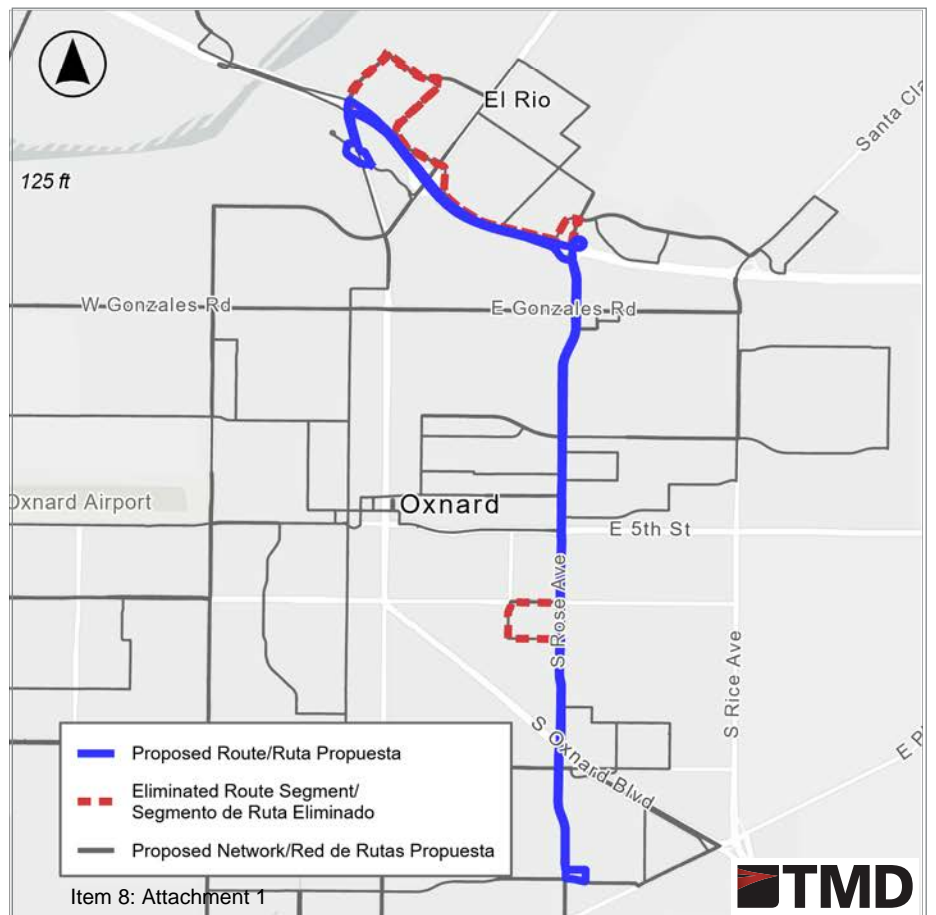 El Rio
Santa Cla
125 ft
W Gonzales Rd
E Gonzales Rd
Oxnard Airport
Oxnard
E 5th St
S Rose Ave
S Rice Ave
S Oxnard Blvd
E Pl
Proposed Route/Ruta Propuesta
Eliminated Route Segment/
Segmento de Ruta Eliminado
Proposed Network/Red de Rutas Propuesta
Item 8: Attachment 1
TMD